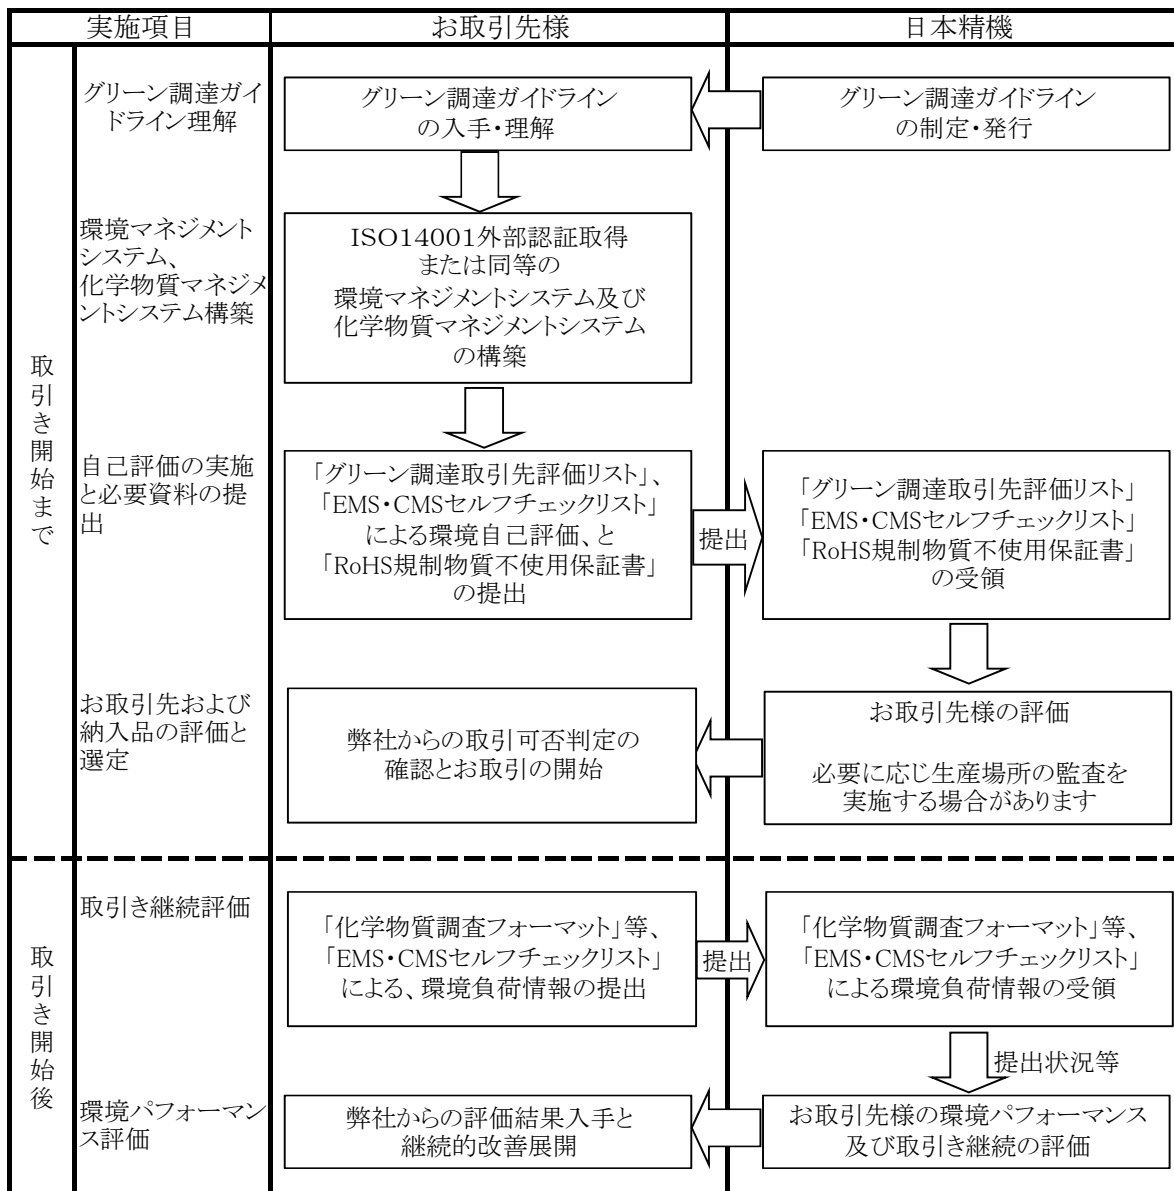 実施項目
お取引先様
日本精機
取引き開始まで
グリーン調達ガイ
ドライン理解
グリーン調達ガイドライン
の入手・理解
グリーン調達ガイドライン
の制定・発行
環境マネジメント
システム、
化学物質マネジメ
ントシステム構築
ISO14001外部認証取得
または同等の
環境マネジメントシステム及び
化学物質マネジメントシステム
の構築
自己評価の実施
と必要資料の提
出
「グリーン調達取引先評価リスト」、
「EMS・CMSセルフチェックリスト」
による環境自己評価、と
「RoHS規制物質不使用保証書」
の提出
提出
「グリーン調達取引先評価リスト」
「EMS・CMSセルフチェックリスト」
「RoHS規制物質不使用保証書」
の受領
お取引先および
納入品の評価と
選定
弊社からの取引可否判定の
確認とお取引の開始
お取引先様の評価
必要に応じ生産場所の監査を
実施する場合があります
取引き開始後
取引き継続評価
「化学物質調査フォーマット」等、
「EMS・CMSセルフチェックリスト」
による、環境負荷情報の提出
提出
「化学物質調査フォーマット」等、
「EMS・CMSセルフチェックリスト」
による環境負荷情報の受領
提出状況等
環境パフォーマン
ス評価
弊社からの評価結果入手と
継続的改善展開
お取引先様の環境パフォーマンス
及び取引き継続の評価